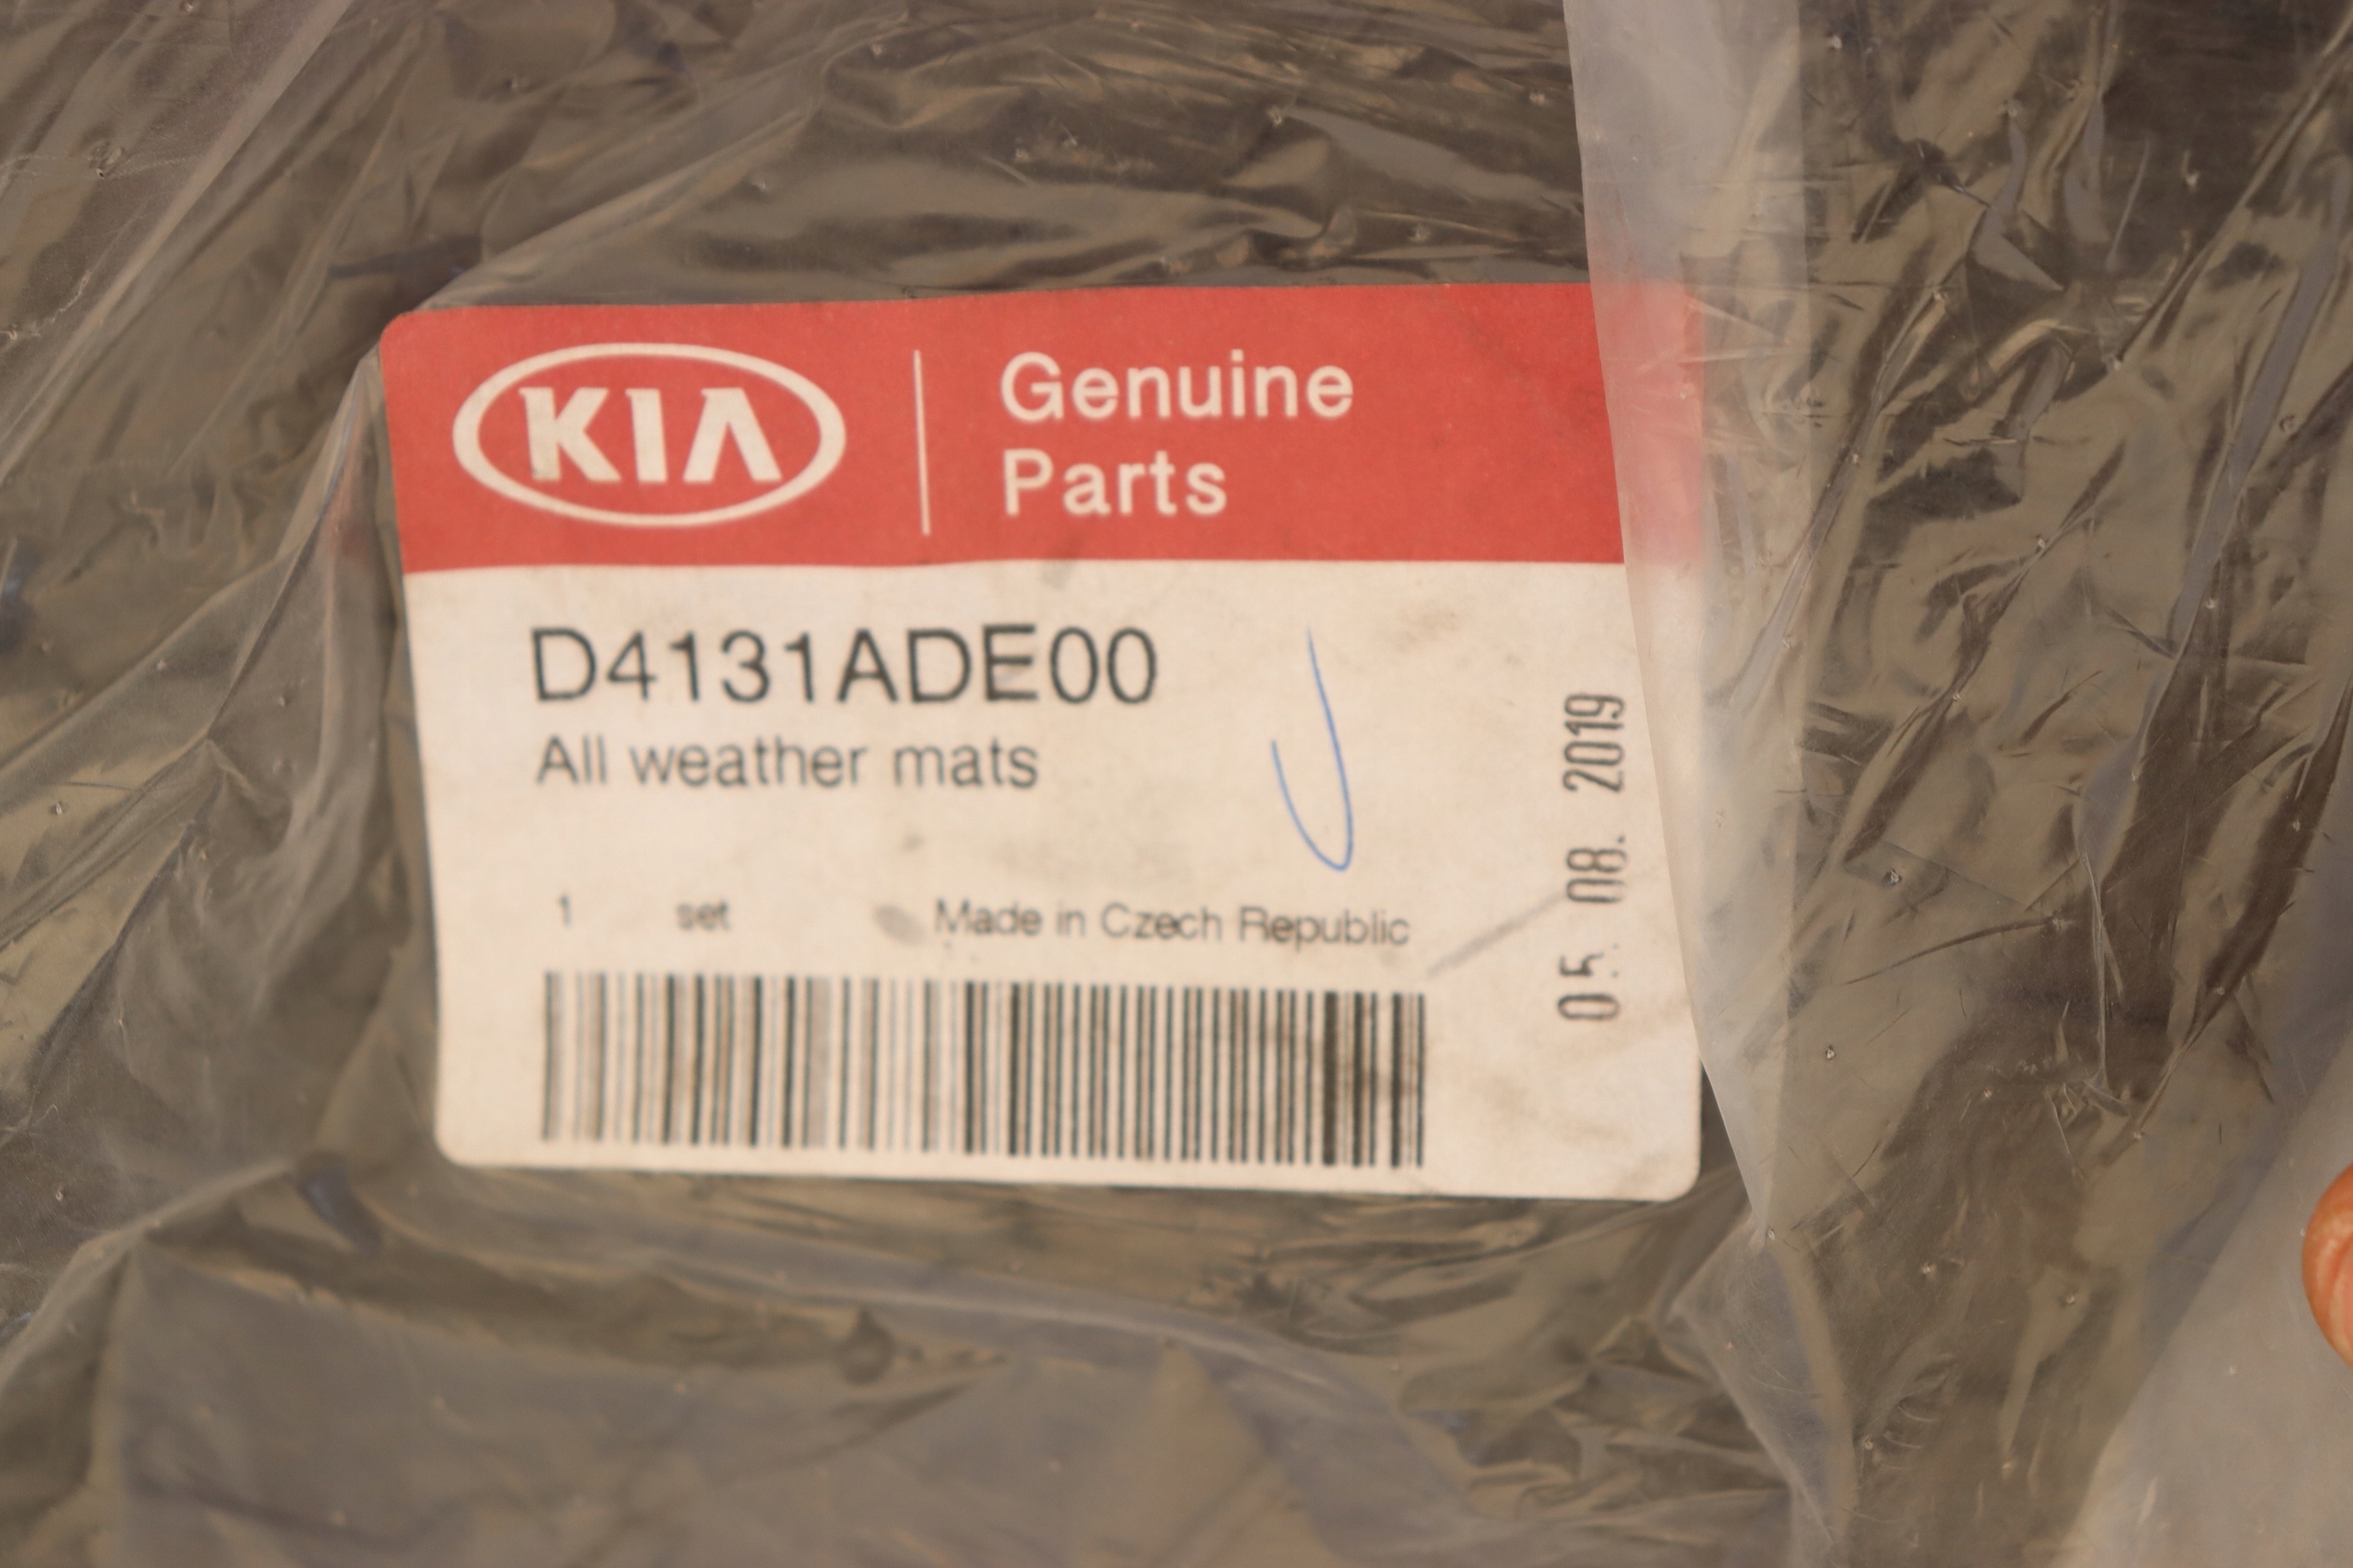 KIA
Genuine
Parts
D4131ADE00
All weather mats
1 set Made in Czech Republic
05. 08. 2019